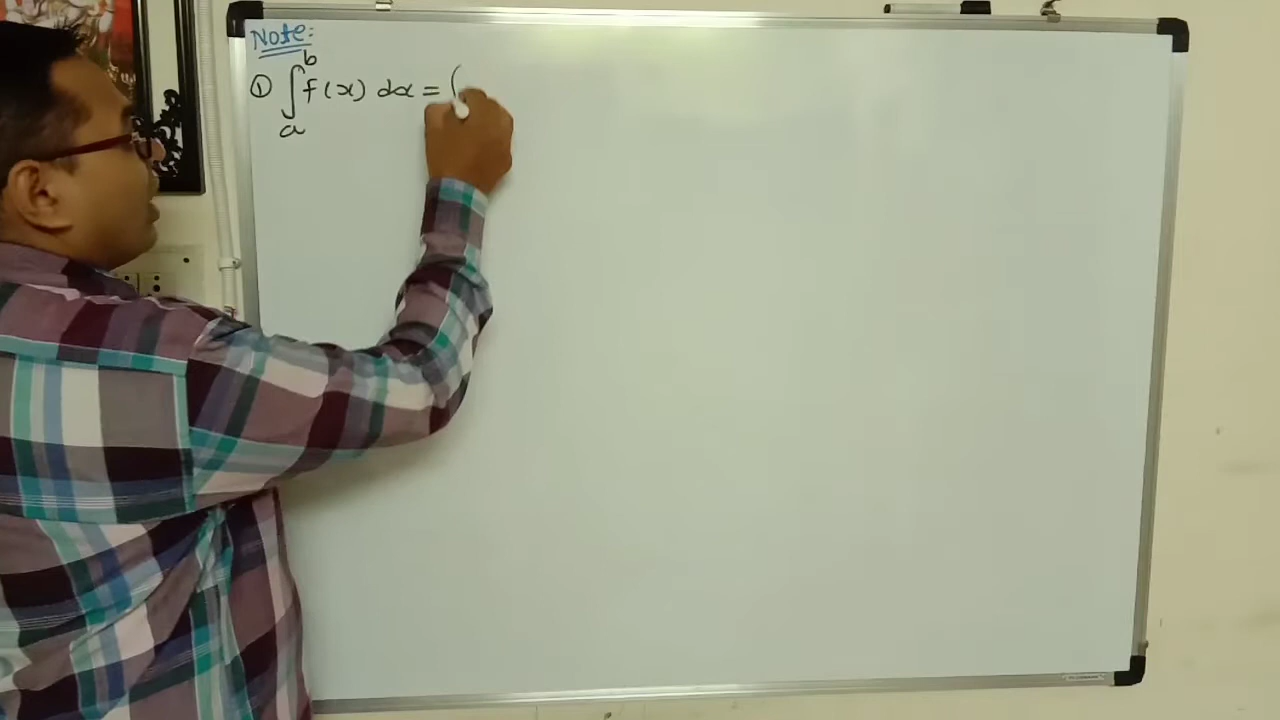 Note:
① ∫ₐᵇ f(x) dx = (